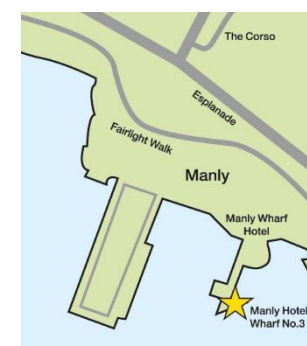 The Corso
Esplanade
Fairlight Walk
Manly
Manly Wharf
Hotel
Manly Hotel
Wharf No.3